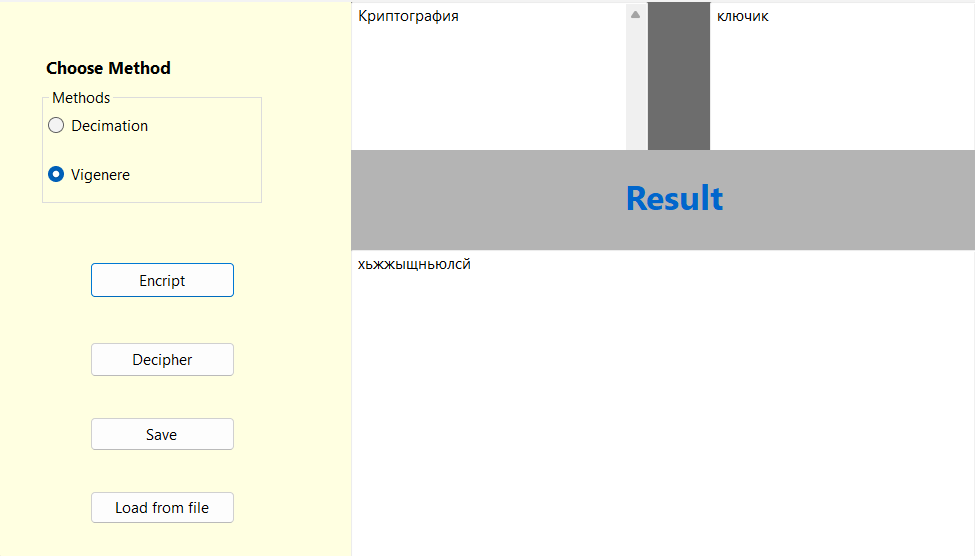 Choose Method
Methods
Decimation
Vigenere
Encript
Decipher
Save
Load from file
Криптография
ключик
Result
хьжжыщньюлсй